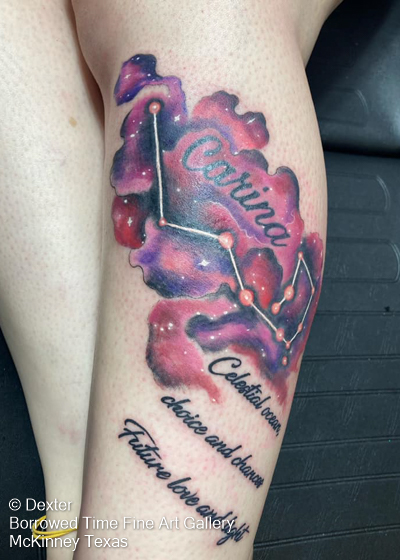 Carina
Celestial ocean,
choice and chance
Future love and light
© Dexter
Borrowed Time Fine Art Gallery
McKinney Texas